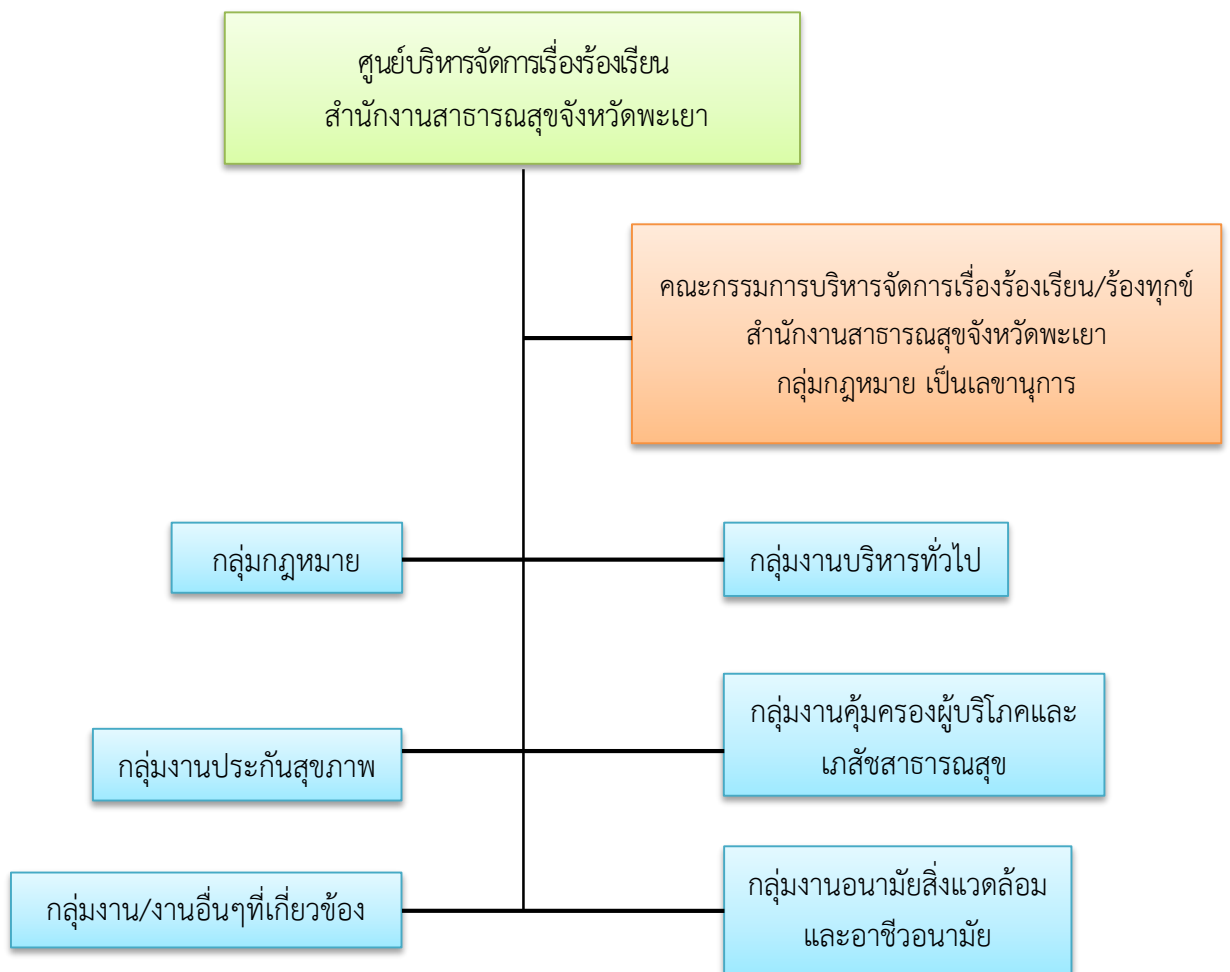 ศูนย์บริหารจัดการเรื่องร้องเรียน
สำนักงานสาธารณสุขจังหวัดพะเยา
คณะกรรมการบริหารจัดการเรื่องร้องเรียน/ร้องทุกข์
สำนักงานสาธารณสุขจังหวัดพะเยา
กลุ่มกฎหมาย เป็นเลขานุการ
กลุ่มกฎหมาย
กลุ่มงานบริหารทั่วไป
กลุ่มงานประกันสุขภาพ
กลุ่มงานคุ้มครองผู้บริโภคและ
เภสัชสาธารณสุข
กลุ่มงาน/งานอื่นๆที่เกี่ยวข้อง
กลุ่มงานอนามัยสิ่งแวดล้อม
และอาชีวอนามัย